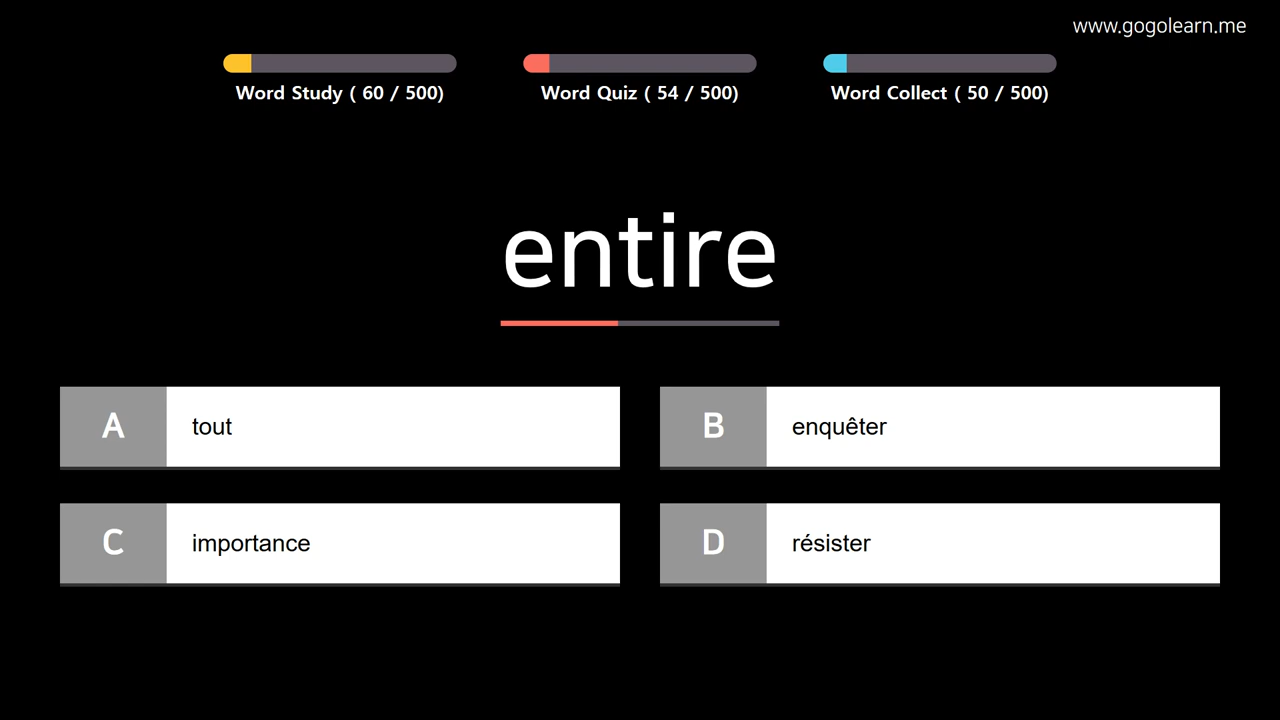 www.gogolearn.me
Word Study ( 60 / 500)
Word Quiz ( 54 / 500)
Word Collect ( 50 / 500)
entire
A tout
B enquêter
C importance
D résister